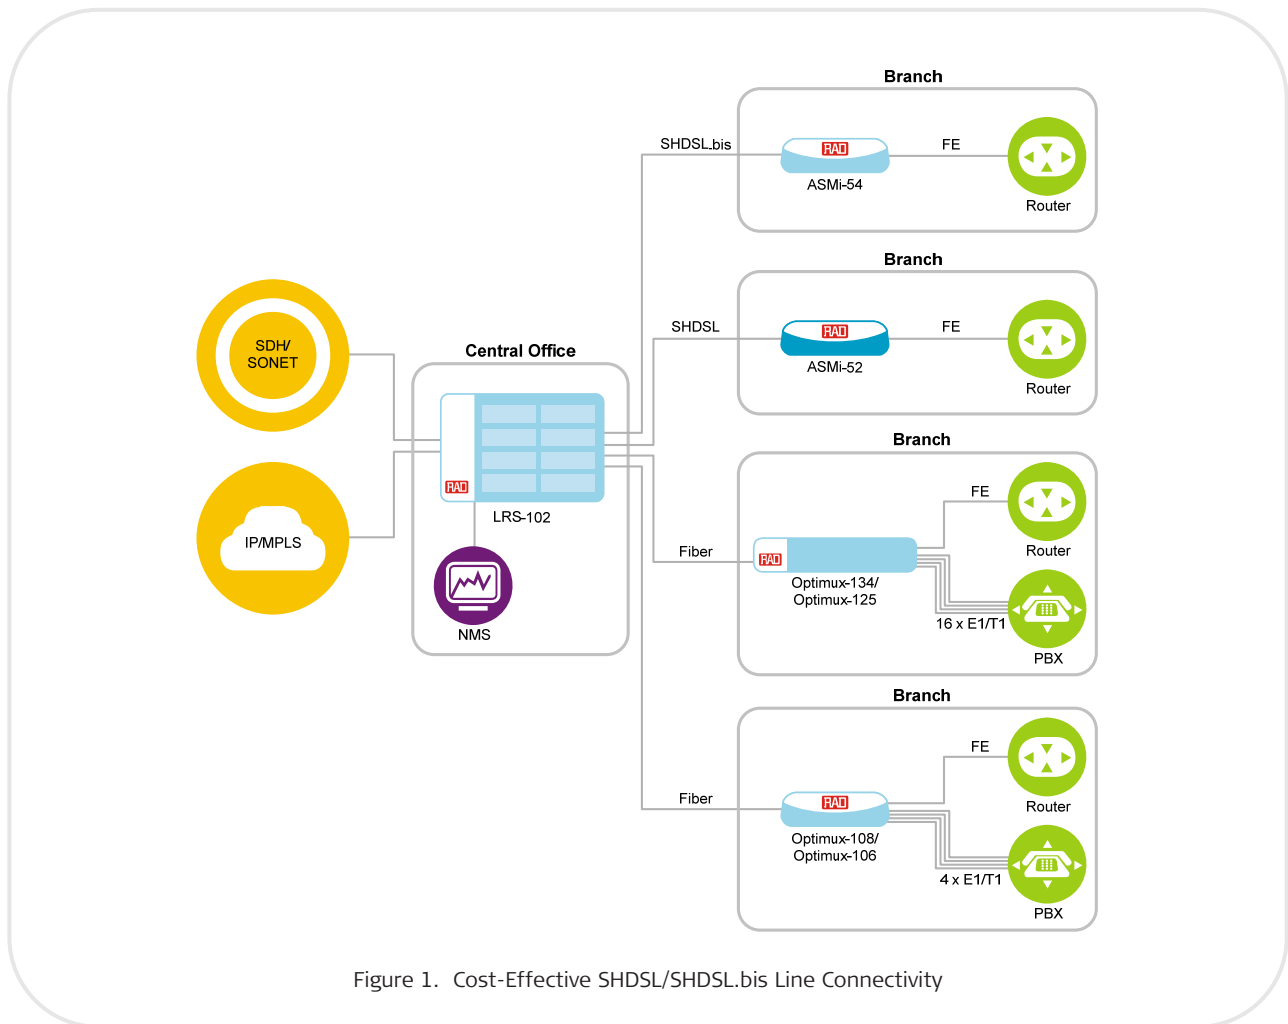 Branch
SHDSL.bis
RAD
FE
ASMi-54
Router
Branch
SHDSL
RAD
FE
ASMi-52
Router
SDH/
SONET
IP/MPLS
Central Office
RAD
LRS-102
NMS
Branch
Fiber
RAD
Optimux-134/
Optimux-125
FE
Router
16 x E1/T1
PBX
Branch
Fiber
RAD
Optimux-108/
Optimux-106
FE
Router
4 x E1/T1
PBX
Figure 1. Cost-Effective SHDSL/SHDSL.bis Line Connectivity